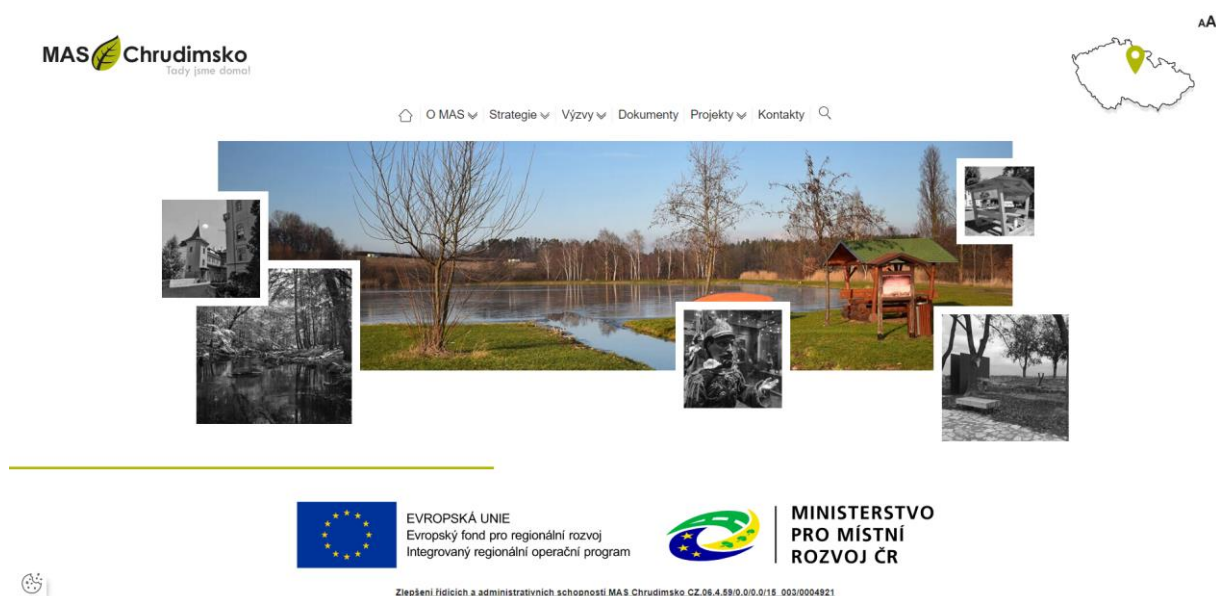 AA
MAS Chrudimsko
Tady jsme doma!
O MAS Strategie Výzvy Dokumenty Projekty Kontakty
EVROPSKÁ UNIE
Evropský fond pro regionální rozvoj
Integrovaný regionální operační program
MINISTERSTVO
PRO MÍSTNÍ
ROZVOJ ČR
Zlepšení řídicích a administrativních schopností MAS Chrudimsko CZ.06.4.59/0.0/0.0/15_003/0004921